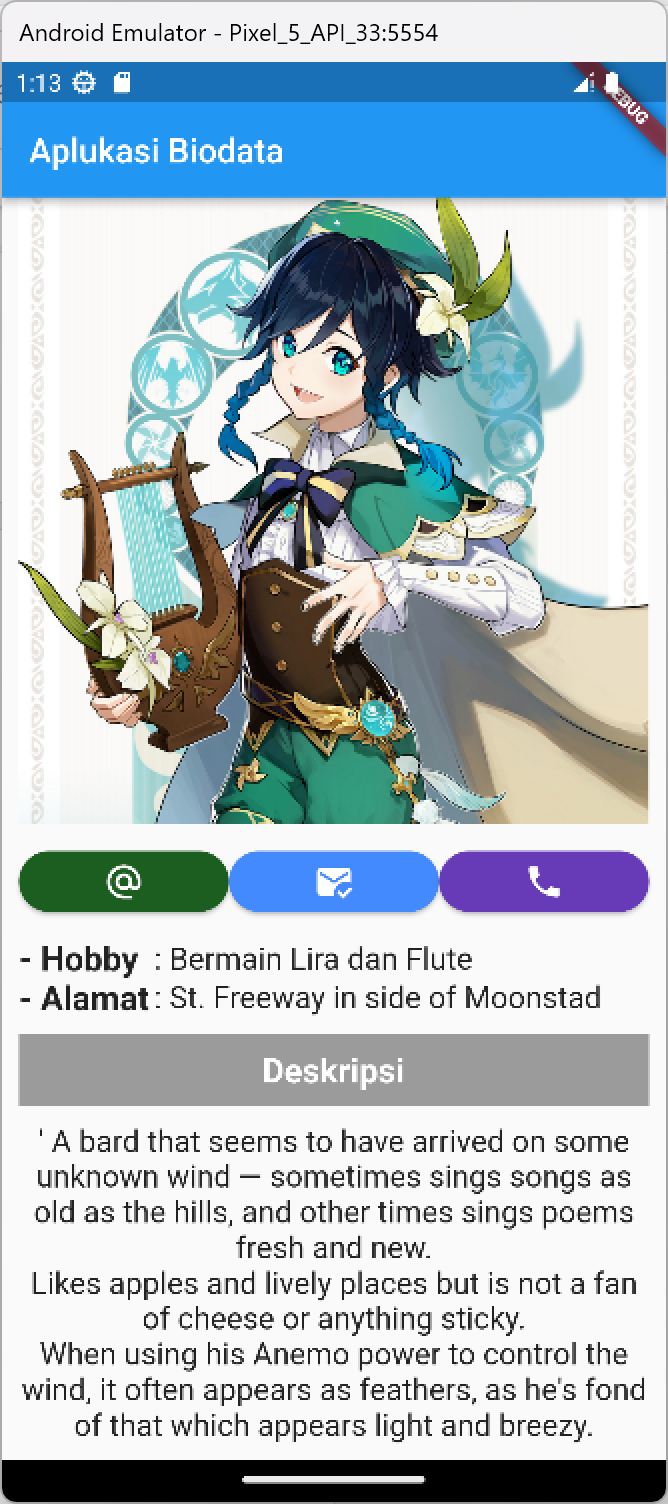 Android Emulator - Pixel_5_API_33:5554
1:13
DEBUG
Aplukasi Biodata
@
- Hobby : Bermain Lira dan Flute
- Alamat : St. Freeway in side of Moonstad
Deskripsi
' A bard that seems to have arrived on some
unknown wind — sometimes sings songs as
old as the hills, and other times sings poems
fresh and new.
Likes apples and lively places but is not a fan
of cheese or anything sticky.
When using his Anemo power to control the
wind, it often appears as feathers, as he's fond
of that which appears light and breezy.